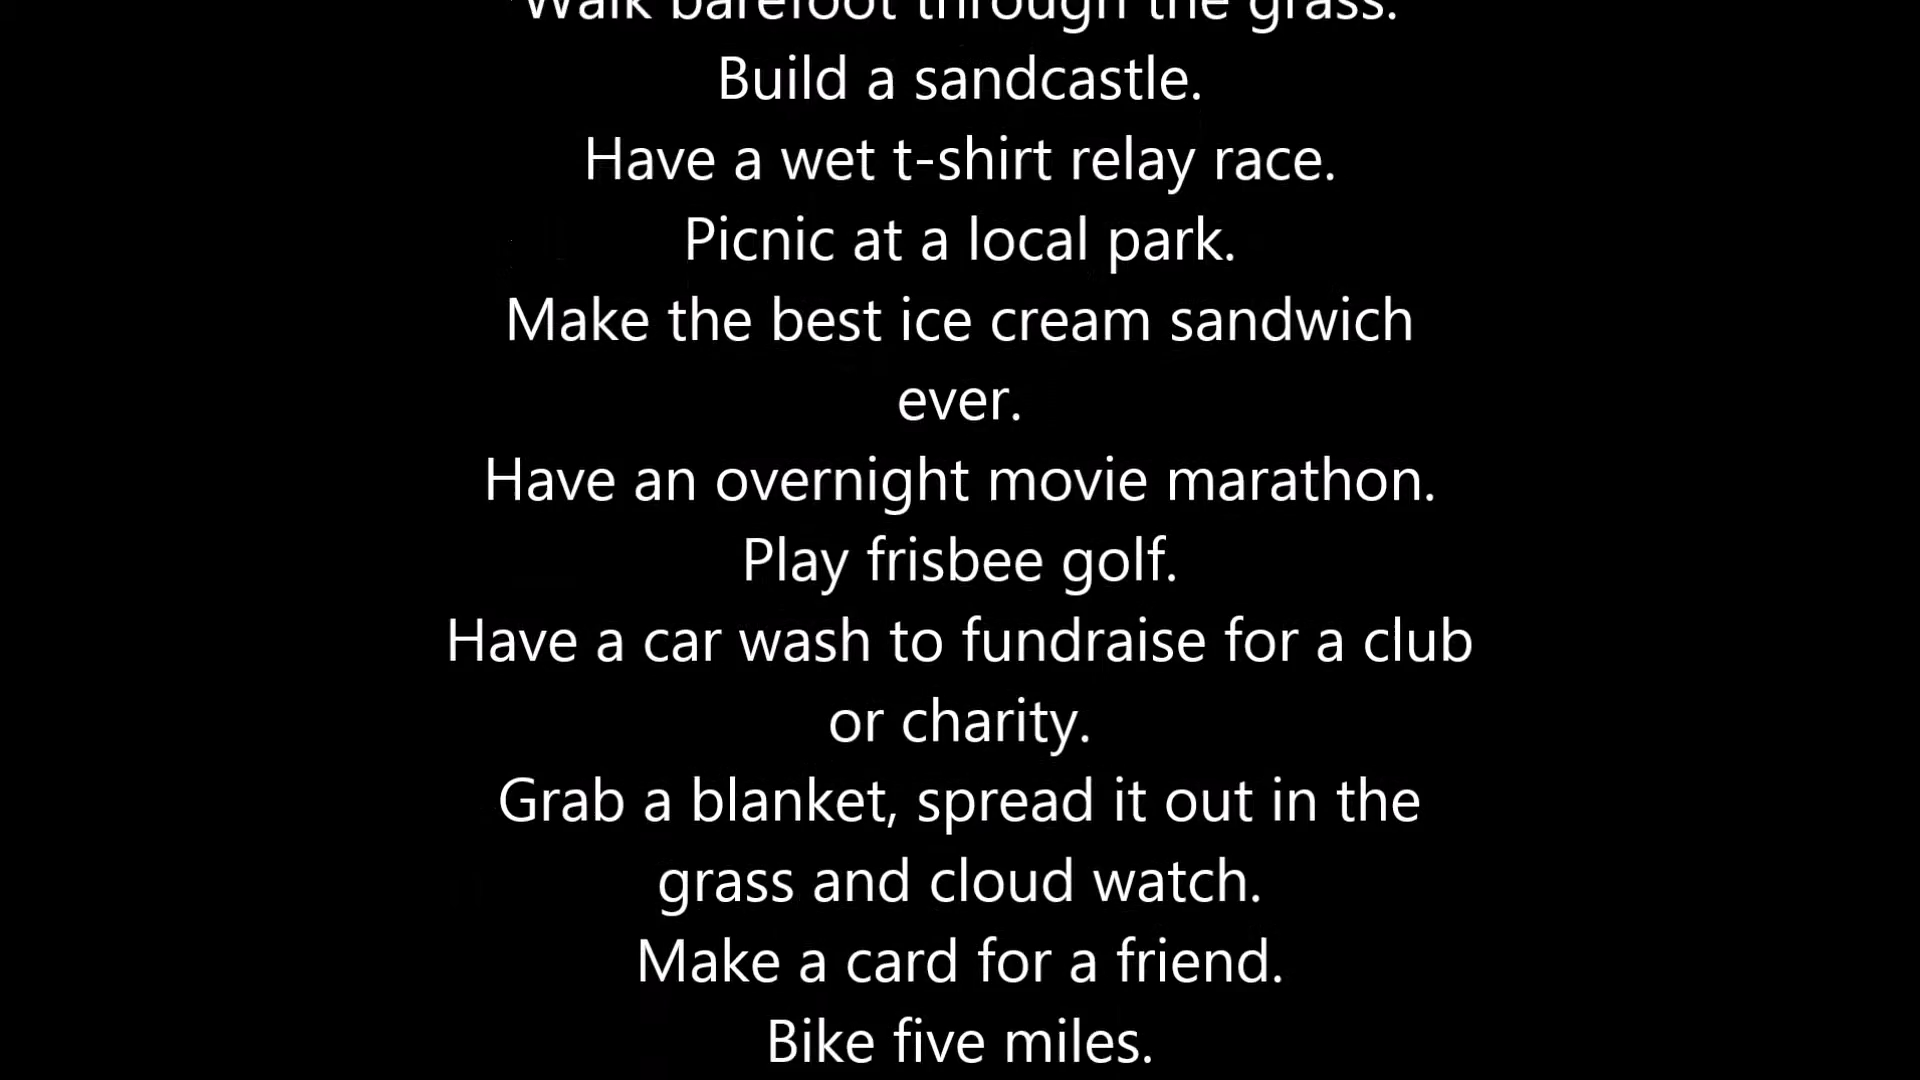 Walk barefoot through the grass.
Build a sandcastle.
Have a wet t-shirt relay race.
Picnic at a local park.
Make the best ice cream sandwich
ever.
Have an overnight movie marathon.
Play frisbee golf.
Have a car wash to fundraise for a club
or charity.
Grab a blanket, spread it out in the
grass and cloud watch.
Make a card for a friend.
Bike five miles.